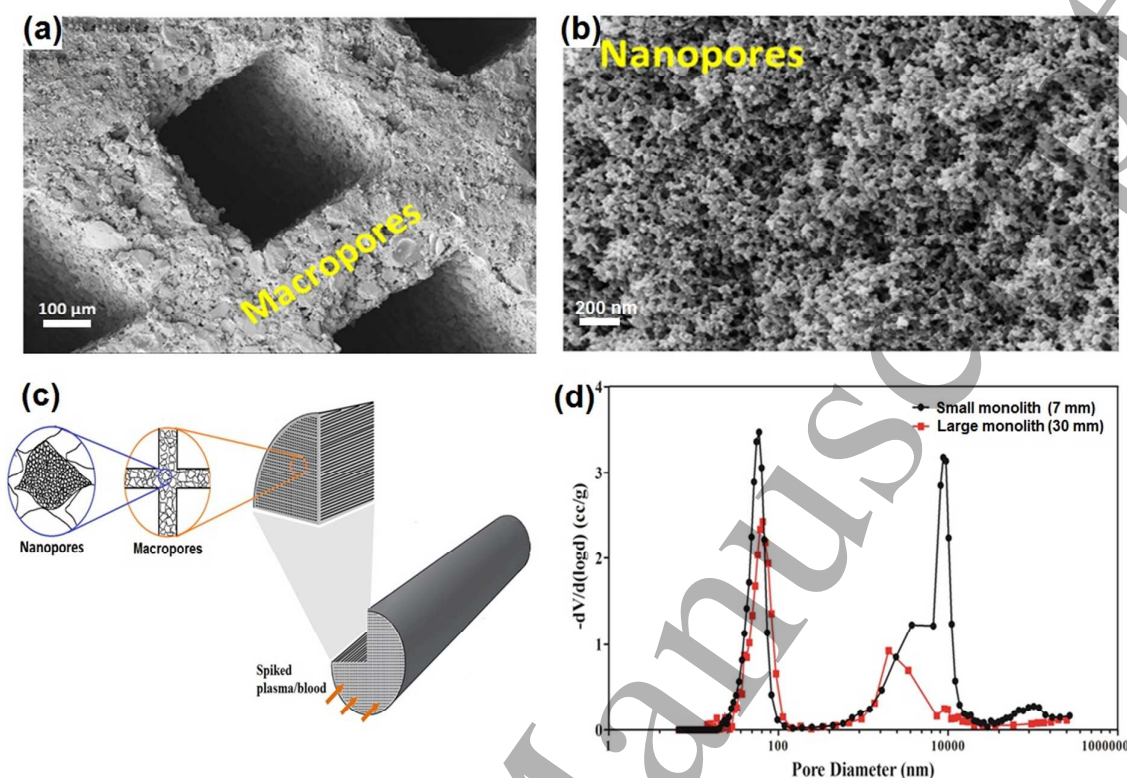 (a)
Macropores
100 µm
(b)
Nanopores
200 nm
(c)
Nanopores
Macropores
Spiked
plasma/blood
(d)
Small monolith (7 mm)
Large monolith (30 mm)
-dV/d(logd) (cc/g)
4
3
2
1
0
1
100
10000
1000000
Pore Diameter (nm)